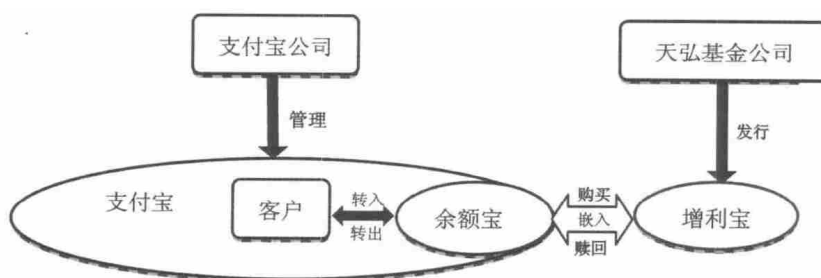 支付宝公司
天弘基金公司
管理
发行
支付宝
客户
转入
转出
余额宝
购买
嵌入
赎回
增利宝